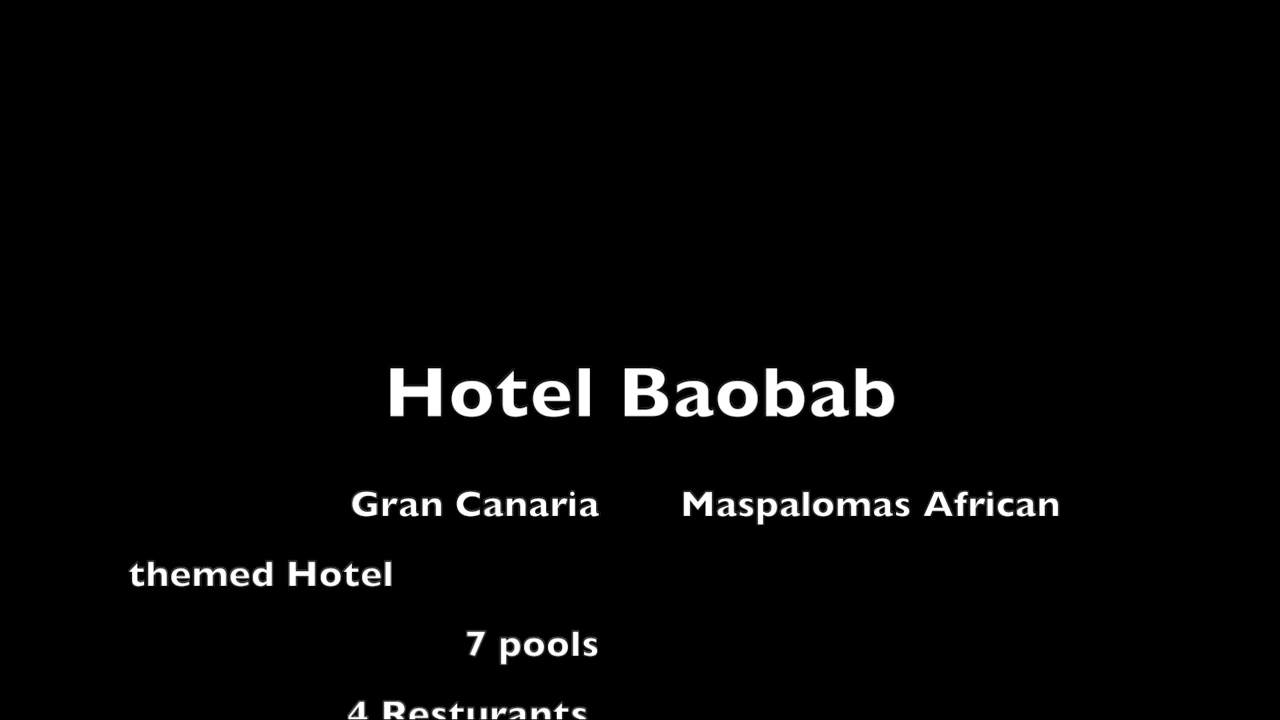 Hotel Baobab
Gran Canaria Maspalomas African
themed Hotel
7 pools
4 Resturants